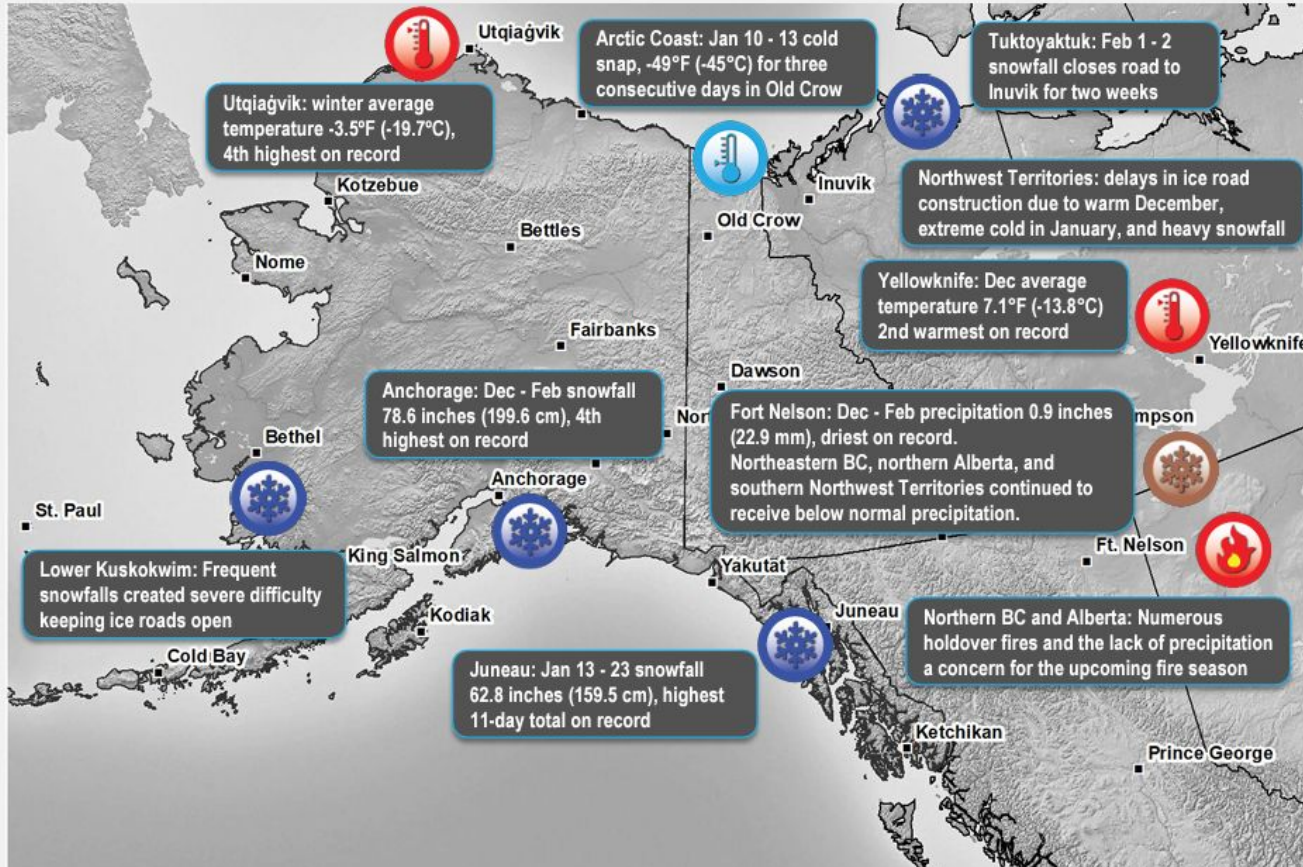 Utqiaġvik
Arctic Coast: Jan 10 - 13 cold
snap, -49°F (-45°C) for three
consecutive days in Old Crow
Tuktoyaktuk: Feb 1 - 2
snowfall closes road to
Inuvik for two weeks
Utqiaġvik: winter average
temperature -3.5ºF (-19.7ºC),
4th highest on record
Kotzebue
Inuvik
Northwest Territories: delays in ice road
construction due to warm December,
extreme cold in January, and heavy snowfall
Old Crow
Bettles
Nome
Yellowknife: Dec average
temperature 7.1°F (-13.8°C)
2nd warmest on record
Fairbanks
Yellowknife
Dawson
Anchorage: Dec - Feb snowfall
78.6 inches (199.6 cm), 4th
highest on record
Nort
Fort Nelson: Dec - Feb precipitation 0.9 inches
(22.9 mm), driest on record.
Northeastern BC, northern Alberta, and
southern Northwest Territories continued to
receive below normal precipitation.
mpson
Bethel
Anchorage
St. Paul
King Salmon
Ft. Nelson
Yakutat
Lower Kuskokwim: Frequent
snowfalls created severe difficulty
keeping ice roads open
Kodiak
Juneau
Northern BC and Alberta: Numerous
holdover fires and the lack of precipitation
a concern for the upcoming fire season
Cold Bay
Juneau: Jan 13 - 23 snowfall
62.8 inches (159.5 cm), highest
11-day total on record
Ketchikan
Prince George